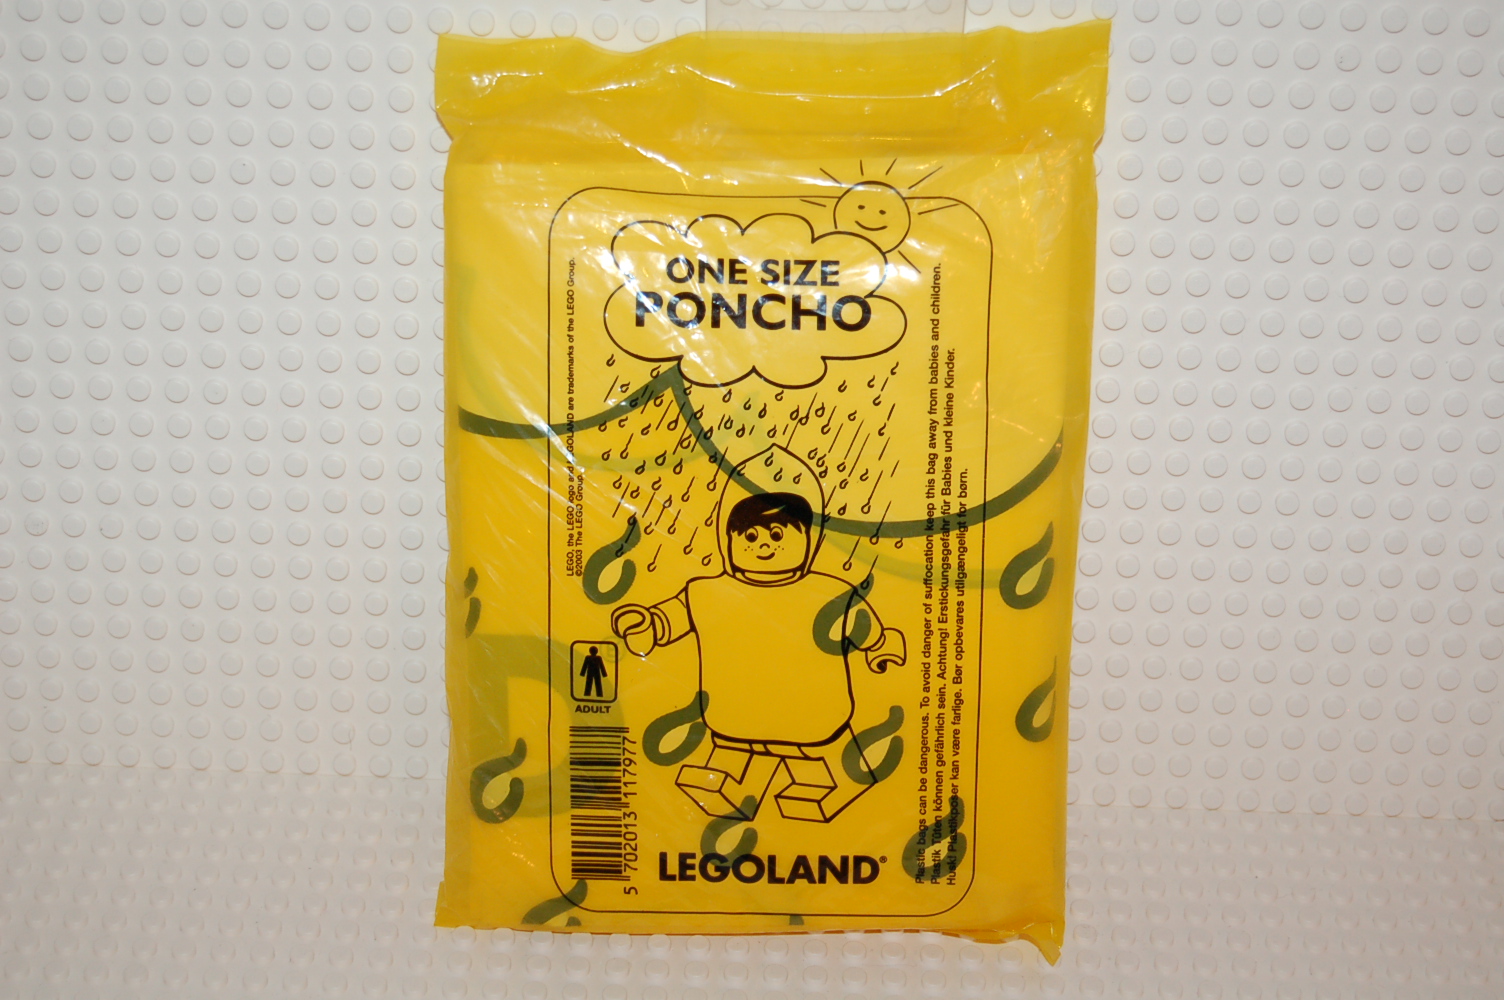 ONE SIZE
PONCHO
LEGO, the LEGO logo and LEGOLAND are trademarks of the LEGO Group.
©2003 The LEGO Group.
ADULT
5 702013 117977
LEGOLAND®
Plastic bags can be dangerous. To avoid danger of suffocation keep this bag away from babies and children.
Plastik Tüten können gefährlich sein. Achtung! Erstickungsgefahr für Babies und kleine Kinder.
Husk! Plastikposer kan være farlige. Bør opbevares utilgængeligt for børn.